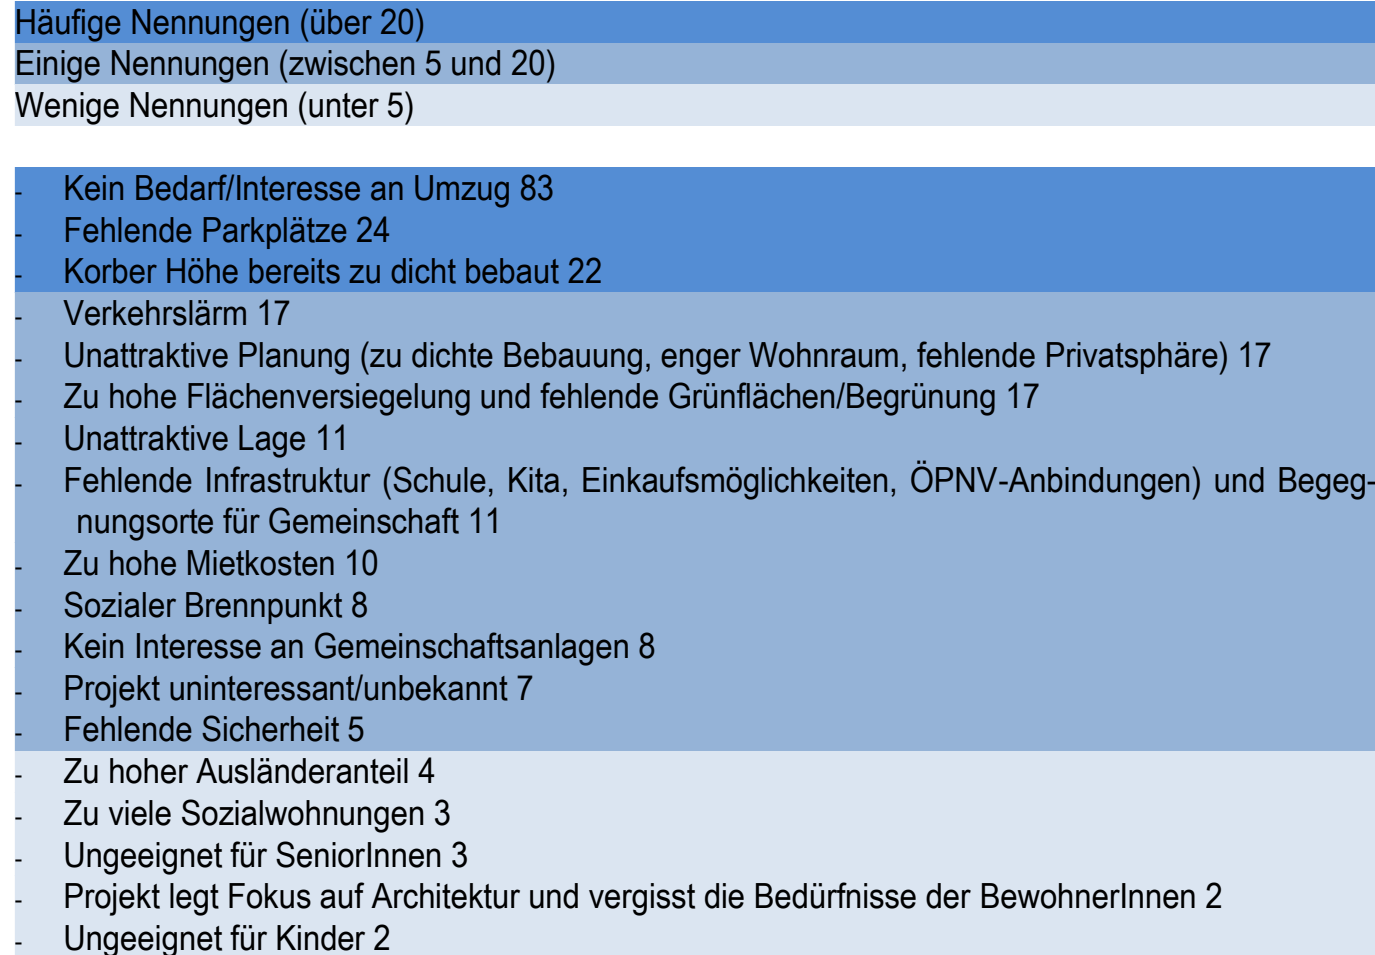 Häufige Nennungen (über 20)
Einige Nennungen (zwischen 5 und 20)
Wenige Nennungen (unter 5)
- Kein Bedarf/Interesse an Umzug 83
- Fehlende Parkplätze 24
- Korber Höhe bereits zu dicht bebaut 22
- Verkehrslärm 17
- Unattraktive Planung (zu dichte Bebauung, enger Wohnraum, fehlende Privatsphäre) 17
- Zu hohe Flächenversiegelung und fehlende Grünflächen/Begrünung 17
- Unattraktive Lage 11
- Fehlende Infrastruktur (Schule, Kita, Einkaufsmöglichkeiten, ÖPNV-Anbindungen) und Begeg-
nungsorte für Gemeinschaft 11
- Zu hohe Mietkosten 10
- Sozialer Brennpunkt 8
- Kein Interesse an Gemeinschaftsanlagen 8
- Projekt uninteressant/unbekannt 7
- Fehlende Sicherheit 5
- Zu hoher Ausländeranteil 4
- Zu viele Sozialwohnungen 3
- Ungeeignet für SeniorInnen 3
- Projekt legt Fokus auf Architektur und vergisst die Bedürfnisse der BewohnerInnen 2
- Ungeeignet für Kinder 2